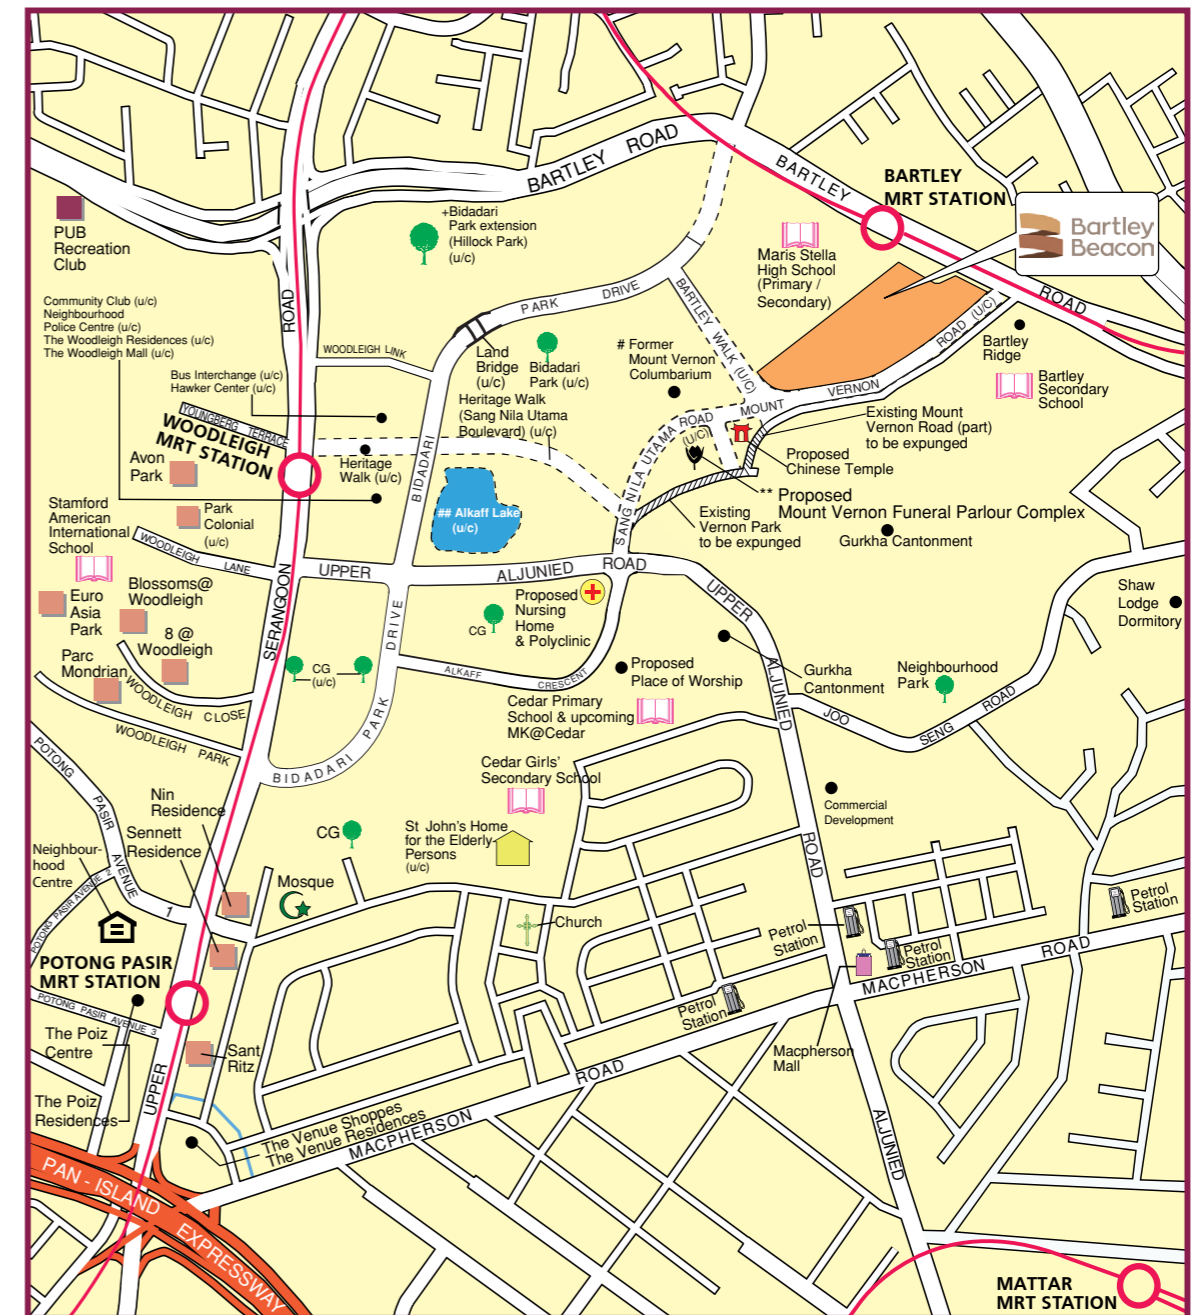 BARTLEY ROAD
BARTLEY
BARTLEY
MRT STATION
Bartley
Beacon
ROAD
PUB
Recreation
Club
+Bidadari
Park extension
(Hillock Park)
(u/c)
Maris Stella
High School
(Primary /
Secondary)
Community Club (u/c)
Neighbourhood
Police Centre (u/c)
The Woodleigh Residences (u/c)
The Woodleigh Mall (u/c)
ROAD
PARK DRIVE
BARTLEY WALK (U/C)
ROAD (U/C)
WOODLEIGH LINK
Land
Bridge
(u/c)
Bidadari
Park (u/c)
# Former
Mount Vernon
Columbarium
Bartley
Ridge
Bartley
Secondary
School
Bus Interchange (u/c)
Hawker Center (u/c)
Heritage Walk
(Sang Nila Utama
Boulevard) (u/c)
MOUNT VERNON
YOUNGBERG TERRACE
WOODLEIGH
MRT STATION
SANG NILA UTAMA ROAD
(U/C)
Existing Mount
Vernon Road (part)
to be expunged
Avon
Park
Heritage
Walk (u/c)
BIDADARI
Proposed
Chinese Temple
Stamford
American
International
School
Park
Colonial
(u/c)
## Alkaff Lake
(u/c)
Existing
Vernon Park
to be expunged
** Proposed
Mount Vernon Funeral Parlour Complex
Gurkha Cantonment
WOODLEIGH LANE
UPPER ALJUNIED ROAD
UPPER
ALJUNIED
Euro
Asia
Park
Blossoms@
Woodleigh
SERANGOON
DRIVE
CG
Proposed
Nursing
Home
& Polyclinic
Shaw
Lodge
Dormitory
8 @
Woodleigh
Parc
Mondrian
CG
(u/c)
ALKAFF CRESCENT
Proposed
Place of Worship
Gurkha
Cantonment
Neighbourhood
Park
WOODLEIGH CLOSE
WOODLEIGH PARK
PARK
BIDADARI
Cedar Primary
School & upcoming
MK@Cedar
JOO SENG ROAD
POTONG PASIR AVENUE 1
Cedar Girls'
Secondary School
Nin
Residence
Sennett
Residence
CG
St John's Home
for the Elderly
Persons
(u/c)
Commercial
Development
ROAD
Neighbour-
hood
Centre
POTONG PASIR AVENUE
Mosque
Church
Petrol
Station
Petrol
Station
Petrol
Station
Petrol
Station
POTONG PASIR
MRT STATION
MACPHERSON ROAD
POTONG PASIR AVENUE 3
The Poiz
Centre
Sant
Ritz
Macpherson
Mall
The Poiz
Residences
UPPER
The Venue Shoppes
The Venue Residences
MACPHERSON ROAD
ALJUNIED
PAN - ISLAND EXPRESSWAY
MATTAR
MRT STATION